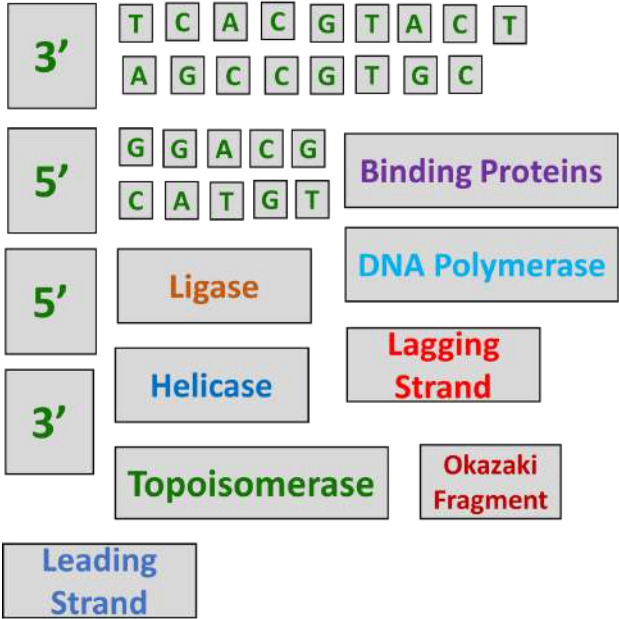 3’
T C A C G T A C T
A G C C G T G C
5’
G G A C G
C A T G T
Binding Proteins
5’
Ligase
DNA Polymerase
3’
Helicase
Lagging
Strand
Topoisomerase
Okazaki
Fragment
Leading
Strand